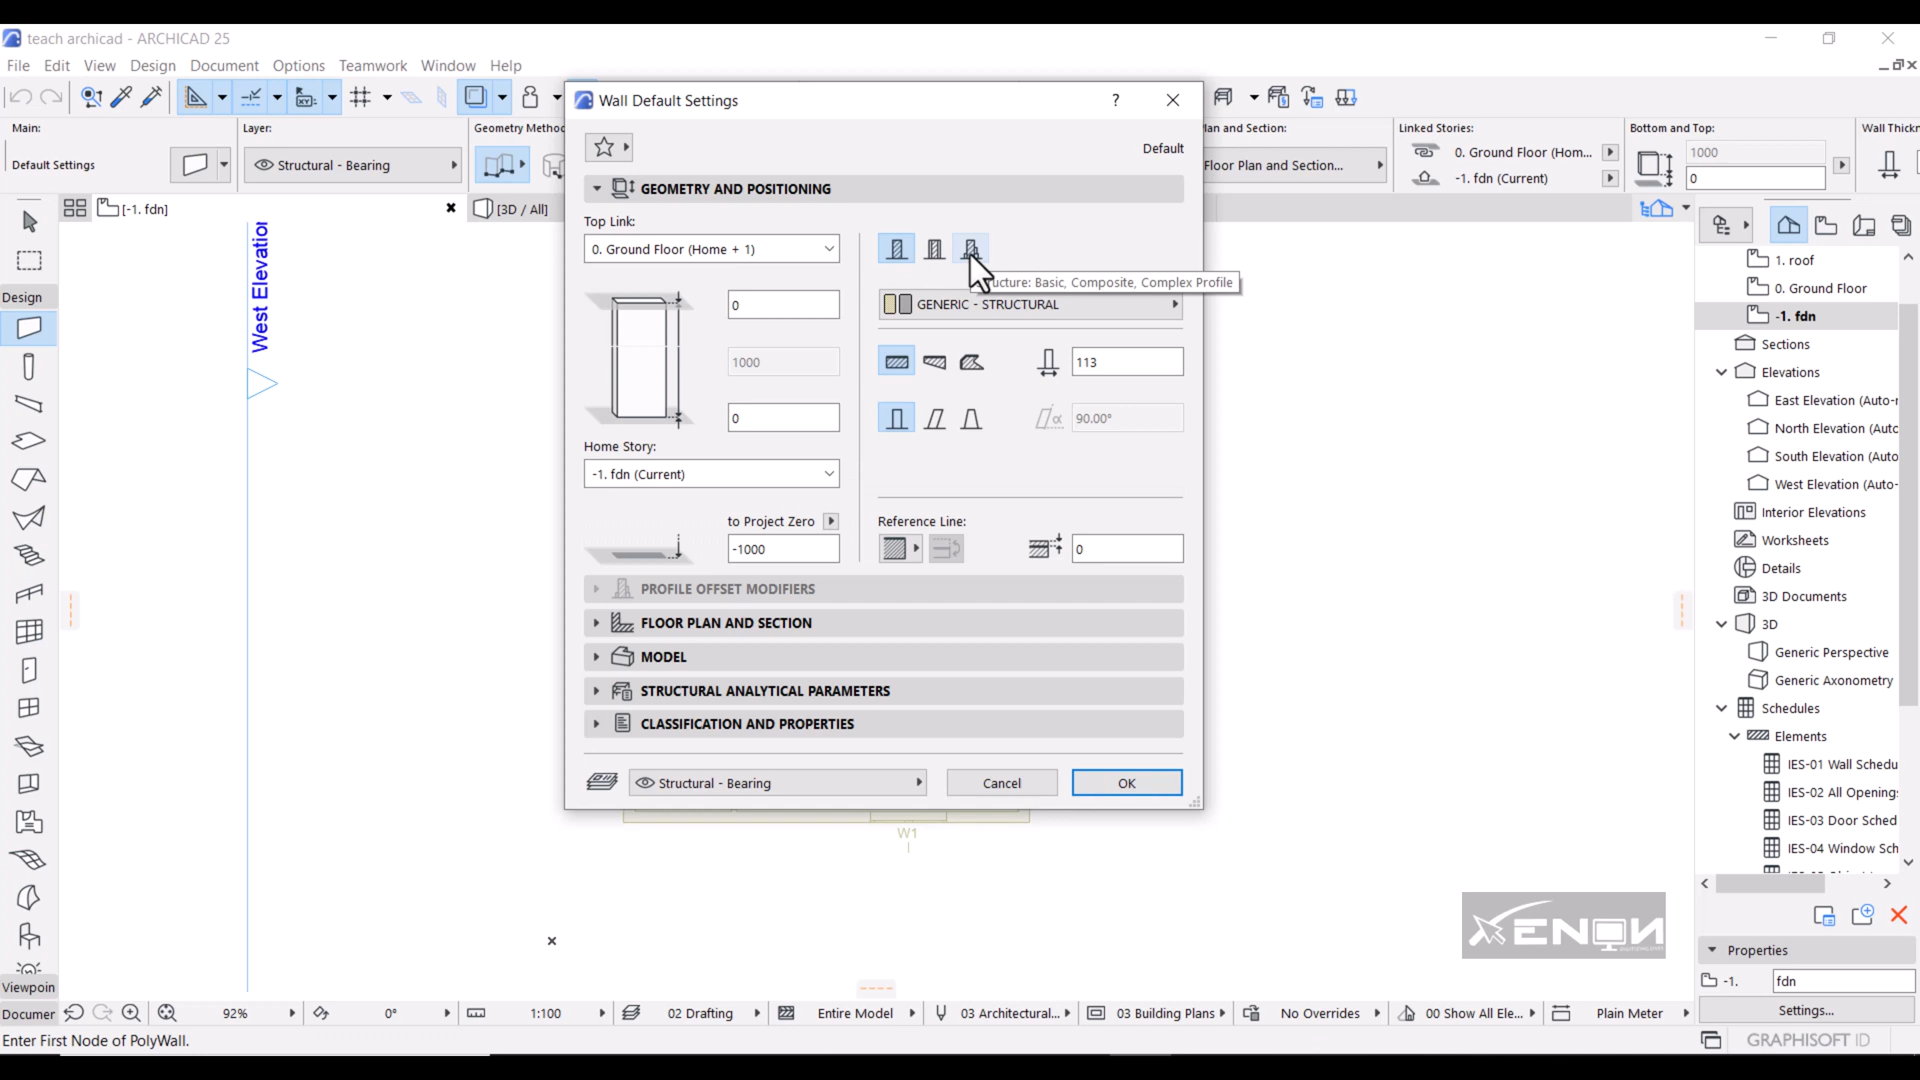 teach archicad - ARCHICAD 25
File Edit View Design Document Options Teamwork Window Help
Main:
Default Settings
Layer:
Structural - Bearing
Geometry Method
lan and Section:
Floor Plan and Section...
Linked Stories:
0. Ground Floor (Hom...
-1. fdn (Current)
Bottom and Top:
1000
0
Wall Thickn
[-1. fdn]
[3D / All]
West Elevation
Design
Viewpoin
Documer
Wall Default Settings
?
Default
GEOMETRY AND POSITIONING
Top Link:
0. Ground Floor (Home + 1)
0
1000
0
Home Story:
-1. fdn (Current)
to Project Zero
-1000
ucture: Basic, Composite, Complex Profile
GENERIC - STRUCTURAL
113
α
90.00°
Reference Line:
0
PROFILE OFFSET MODIFIERS
FLOOR PLAN AND SECTION
MODEL
STRUCTURAL ANALYTICAL PARAMETERS
CLASSIFICATION AND PROPERTIES
Structural - Bearing
Cancel
OK
W1
1. roof
0. Ground Floor
-1. fdn
Sections
Elevations
East Elevation (Auto-r
North Elevation (Autc
South Elevation (Auto
West Elevation (Auto-
Interior Elevations
Worksheets
Details
3D Documents
3D
Generic Perspective
Generic Axonometry
Schedules
Elements
IES-01 Wall Schedu
IES-02 All Opening:
IES-03 Door Sched
IES-04 Window Sch
XENON
Properties
-1.
fdn
Settings...
92%
0°
1:100
02 Drafting
Entire Model
03 Architectural...
03 Building Plans
No Overrides
00 Show All Ele...
Plain Meter
Enter First Node of PolyWall.
GRAPHISOFT ID